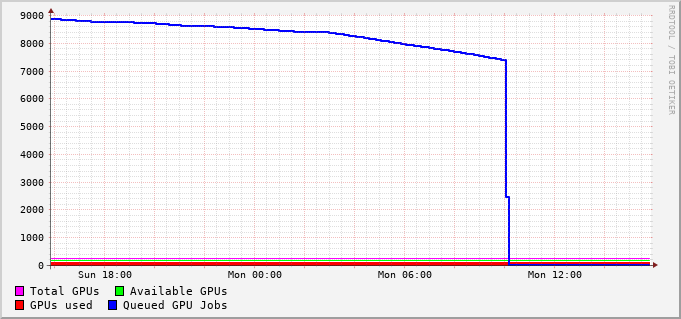 9000
8000
7000
6000
5000
4000
3000
2000
1000
0
Sun 18:00 Mon 00:00 Mon 06:00 Mon 12:00
Total GPUs Available GPUs
GPUs used Queued GPU Jobs
RRDTOOL / TOBI OETIKER